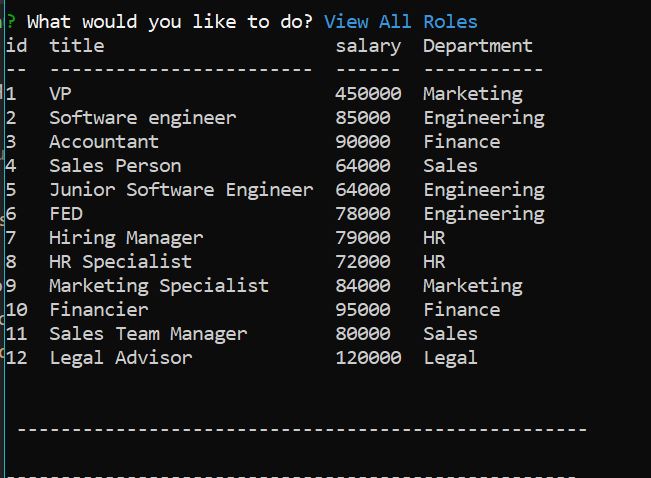 ? What would you like to do? View All Roles
id  title                     salary  Department
--  ------------------------  ------  -----------
1   VP                        450000  Marketing
2   Software engineer         85000   Engineering
3   Accountant                90000   Finance
4   Sales Person              64000   Sales
5   Junior Software Engineer  64000   Engineering
6   FED                       78000   Engineering
7   Hiring Manager            79000   HR
8   HR Specialist             72000   HR
9   Marketing Specialist      84000   Marketing
10  Financier                 95000   Finance
11  Sales Team Manager        80000   Sales
12  Legal Advisor             120000  Legal
----------------------------------------------------
----------------------------------------------------